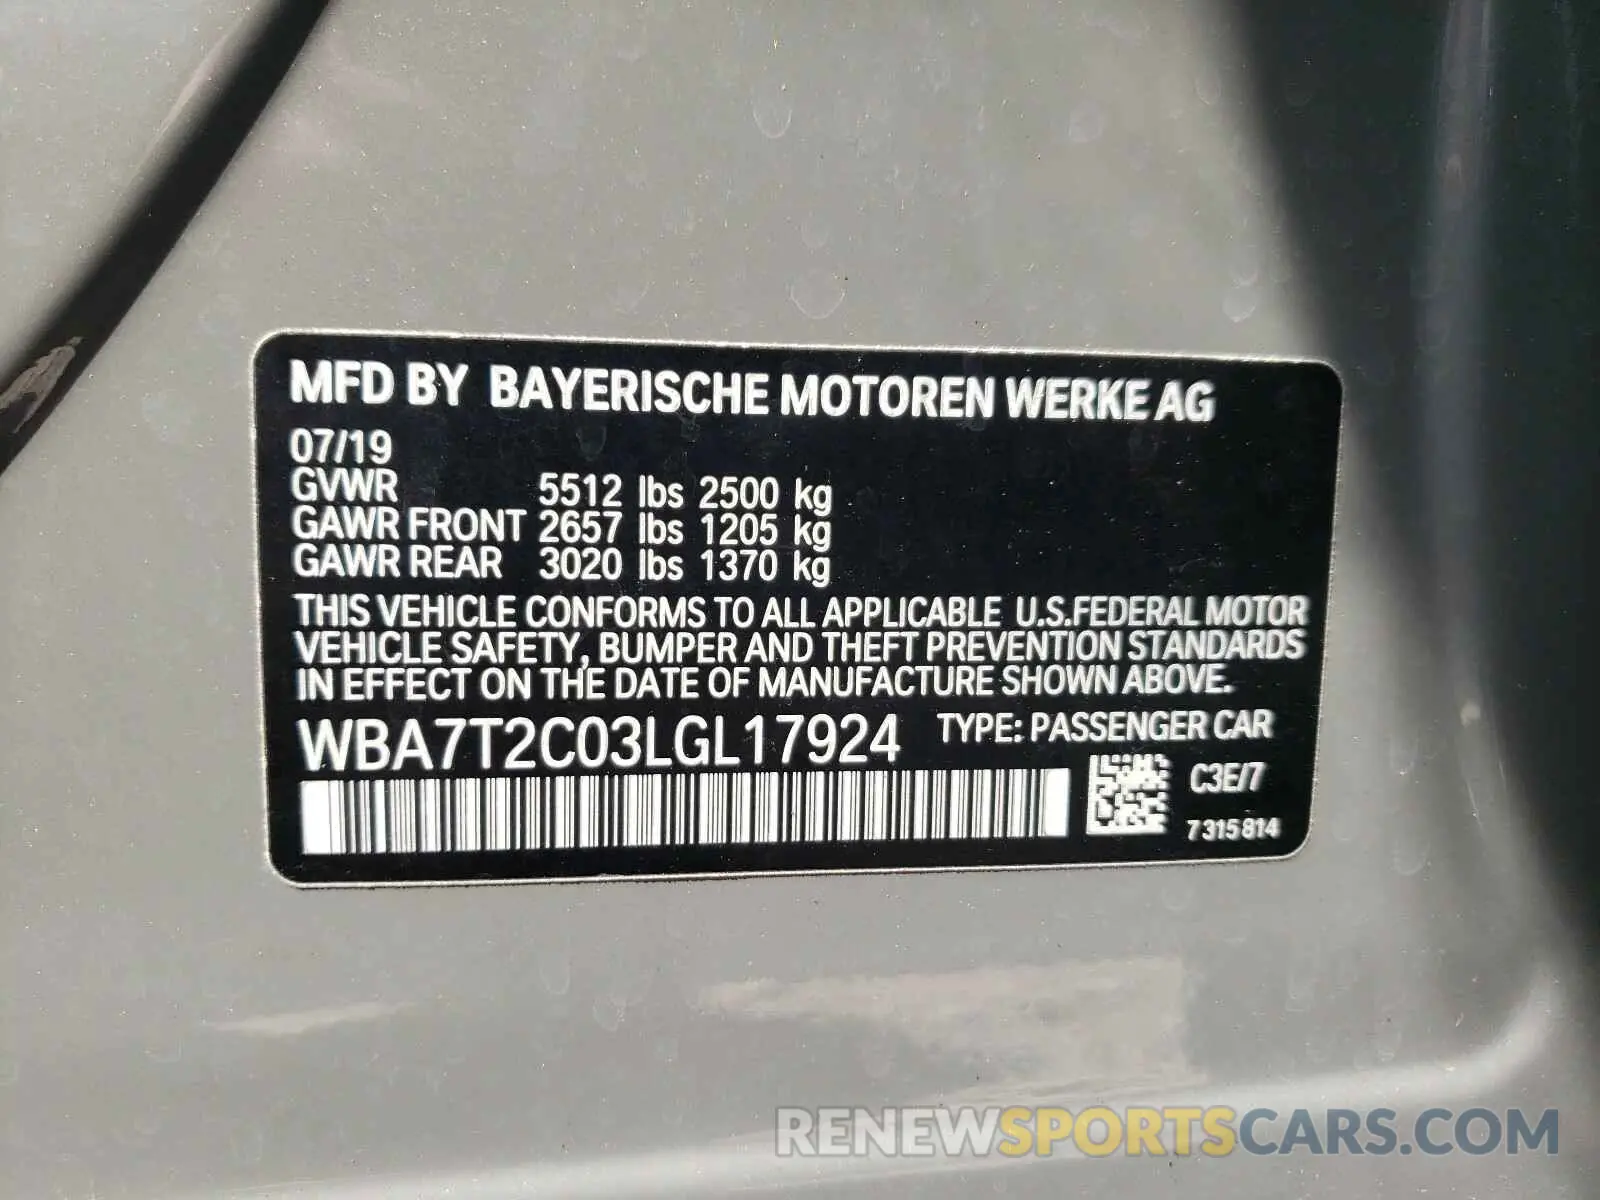 MFD BY BAYERISCHE MOTOREN WERKE AG
07/19
GVWR 5512 lbs 2500 kg
GAWR FRONT 2657 lbs 1205 kg
GAWR REAR 3020 lbs 1370 kg
THIS VEHICLE CONFORMS TO ALL APPLICABLE U.S.FEDERAL MOTOR
VEHICLE SAFETY, BUMPER AND THEFT PREVENTION STANDARDS
IN EFFECT ON THE DATE OF MANUFACTURE SHOWN ABOVE.
WBA7T2C03LGL17924 TYPE: PASSENGER CAR
C3E/7
7315814
RENEWSPORTSCARS.COM